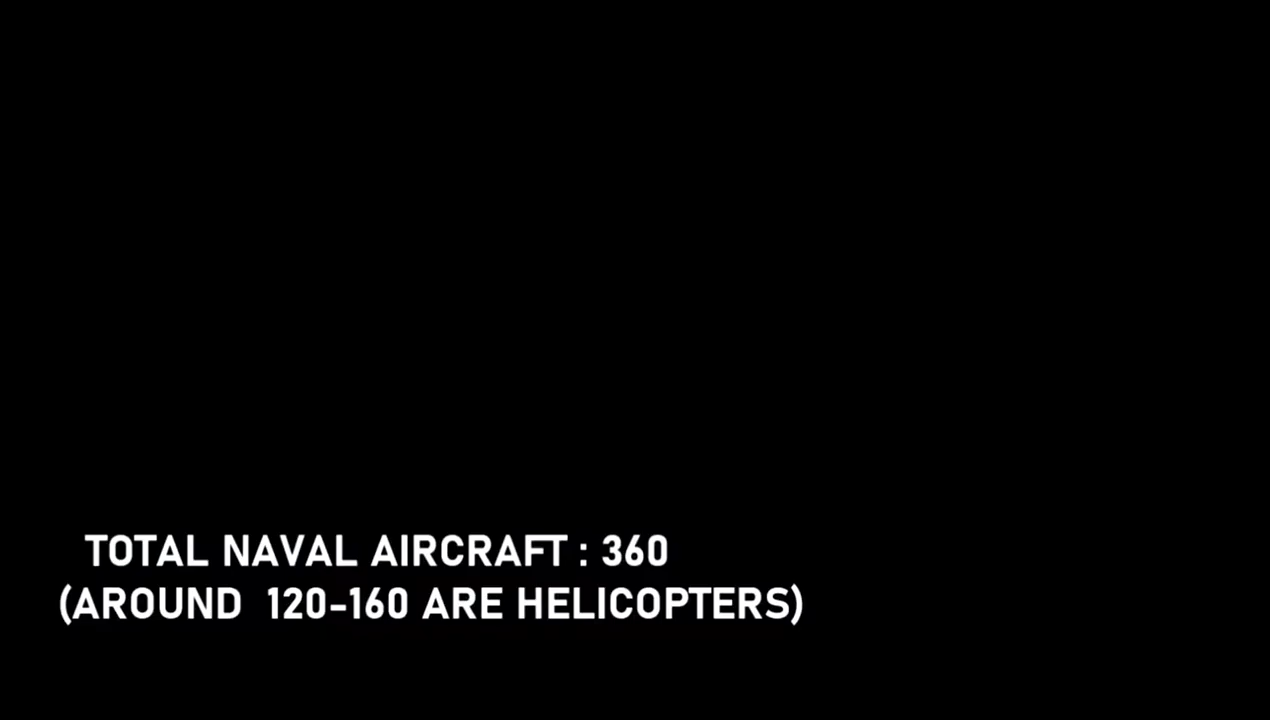 TOTAL NAVAL AIRCRAFT : 360
(AROUND 120-160 ARE HELICOPTERS)